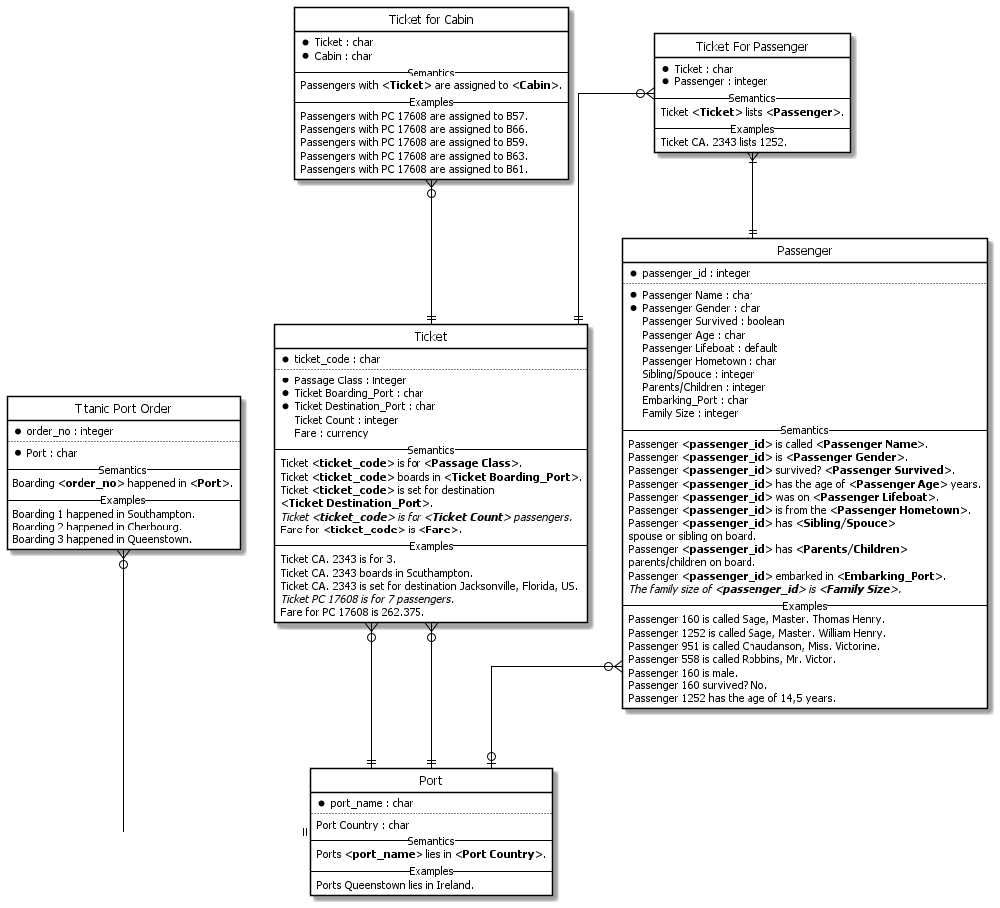 Ticket for Cabin
Ticket : char
Cabin : char
Semantics
Passengers with <Ticket> are assigned to <Cabin>.
Examples
Passengers with PC 17608 are assigned to B57.
Passengers with PC 17608 are assigned to B66.
Passengers with PC 17608 are assigned to B59.
Passengers with PC 17608 are assigned to B63.
Passengers with PC 17608 are assigned to B61.
Ticket For Passenger
Ticket : char
Passenger : integer
Semantics
Ticket <Ticket> lists <Passenger>.
Examples
Ticket CA. 2343 lists 1252.
Passenger
passenger_id : integer
Passenger Name : char
Passenger Gender : char
Passenger Survived : boolean
Passenger Age : char
Passenger Lifeboat : default
Passenger Hometown : char
Sibling/Spouce : integer
Parents/Children : integer
Embarking_Port : char
Family Size : integer
Semantics
Passenger <passenger_id> is called <Passenger Name>.
Passenger <passenger_id> is <Passenger Gender>.
Passenger <passenger_id> survived? <Passenger Survived>.
Passenger <passenger_id> has the age of <Passenger Age> years.
Passenger <passenger_id> was on <Passenger Lifeboat>.
Passenger <passenger_id> is from the <Passenger Hometown>.
Passenger <passenger_id> has <Sibling/Spouce>
spouse or sibling on board.
Passenger <passenger_id> has <Parents/Children>
parents/children on board.
Passenger <passenger_id> embarked in <Embarking_Port>.
The family size of <passenger_id> is <Family Size>.
Examples
Passenger 160 is called Sage, Master. Thomas Henry.
Passenger 1252 is called Sage, Master. William Henry.
Passenger 951 is called Chaudanson, Miss. Victorine.
Passenger 558 is called Robbins, Mr. Victor.
Passenger 160 is male.
Passenger 160 survived? No.
Passenger 1252 has the age of 14,5 years.
Ticket
ticket_code : char
Passage Class : integer
Ticket Boarding_Port : char
Ticket Destination_Port : char
Ticket Count : integer
Fare : currency
Semantics
Ticket <ticket_code> is for <Passage Class>.
Ticket <ticket_code> boards in <Ticket Boarding_Port>.
Ticket <ticket_code> is set for destination
<Ticket Destination_Port>.
Ticket <ticket_code> is for <Ticket Count> passengers.
Fare for <ticket_code> is <Fare>.
Examples
Ticket CA. 2343 is for 3.
Ticket CA. 2343 boards in Southampton.
Ticket CA. 2343 is set for destination Jacksonville, Florida, US.
Ticket PC 17608 is for 7 passengers.
Fare for PC 17608 is 262.375.
Titanic Port Order
order_no : integer
Port : char
Semantics
Boarding <order_no> happened in <Port>.
Examples
Boarding 1 happened in Southampton.
Boarding 2 happened in Cherbourg.
Boarding 3 happened in Queenstown.
Port
port_name : char
Port Country : char
Semantics
Ports <port_name> lies in <Port Country>.
Examples
Ports Queenstown lies in Ireland.